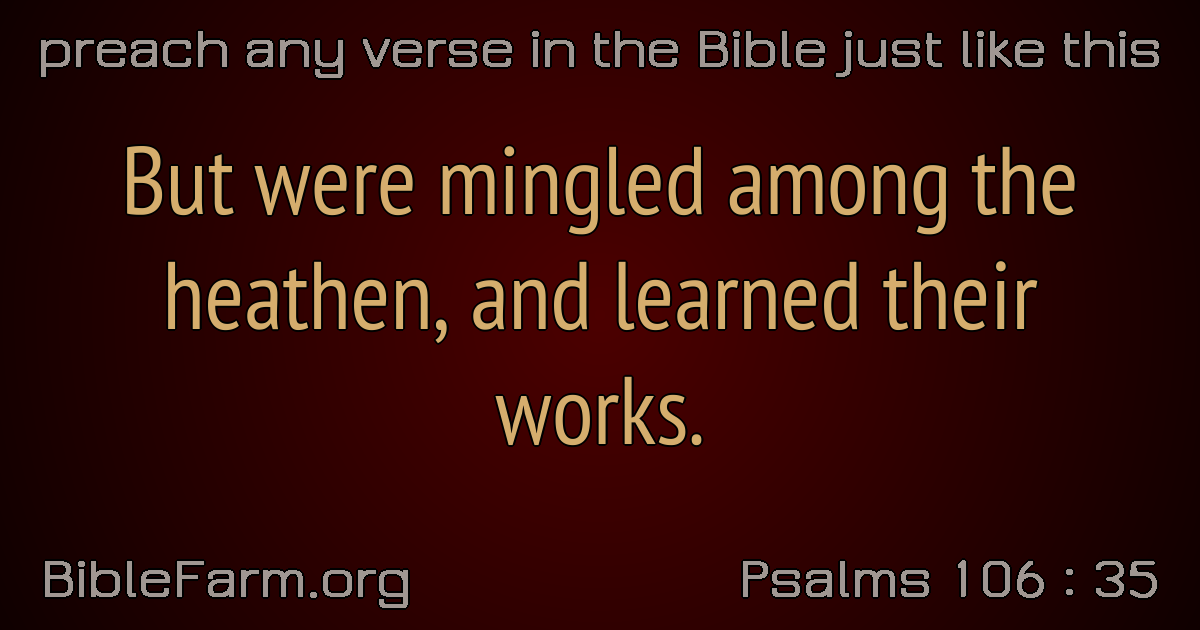 preach any verse in the Bible just like this
But were mingled among the
heathen, and learned their
works.
BibleFarm.org
Psalms 106 : 35